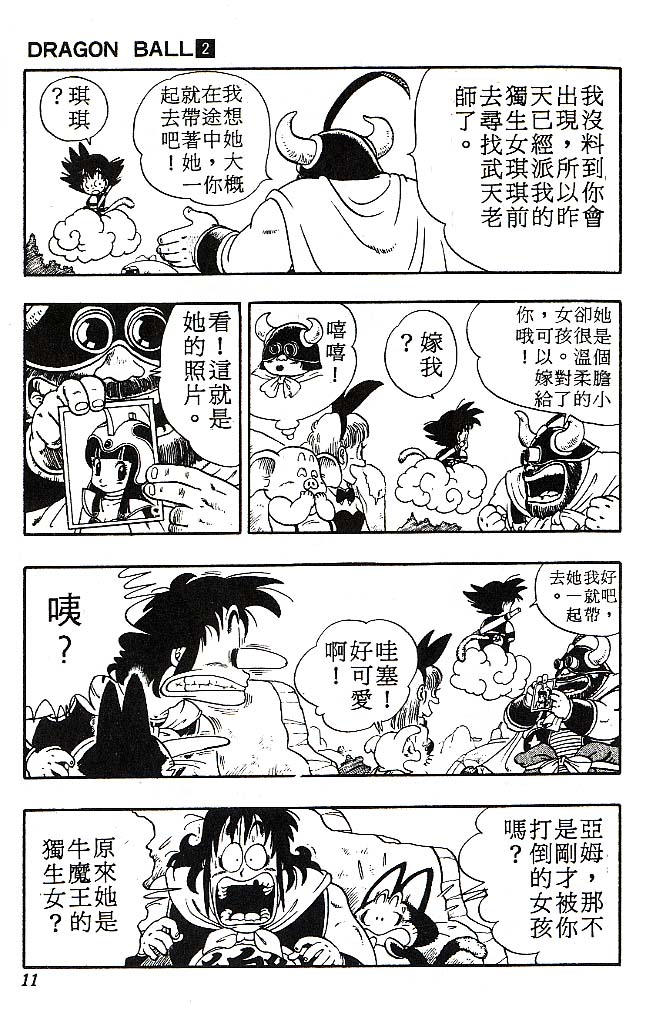 DRAGON BALL 2
我沒料到你會
出現，所以昨
天已經派我的
獨生女琪琪前
去尋找武天老
師了。
我想她大概
在途中，你
就帶著她一
起去吧！
琪琪
？
她是個膽小
卻很溫柔的
女孩。對了
，可以嫁給
你哦！
嫁我
？
嘻嘻！
看！這就是
她的照片。
好吧，
我就帶
她一起
去。
哇塞！
好可愛
啊！
咦？
亞姆，那不
是剛才被你
打倒的女孩
嗎？
原來她是
牛魔王的
獨生女？
11